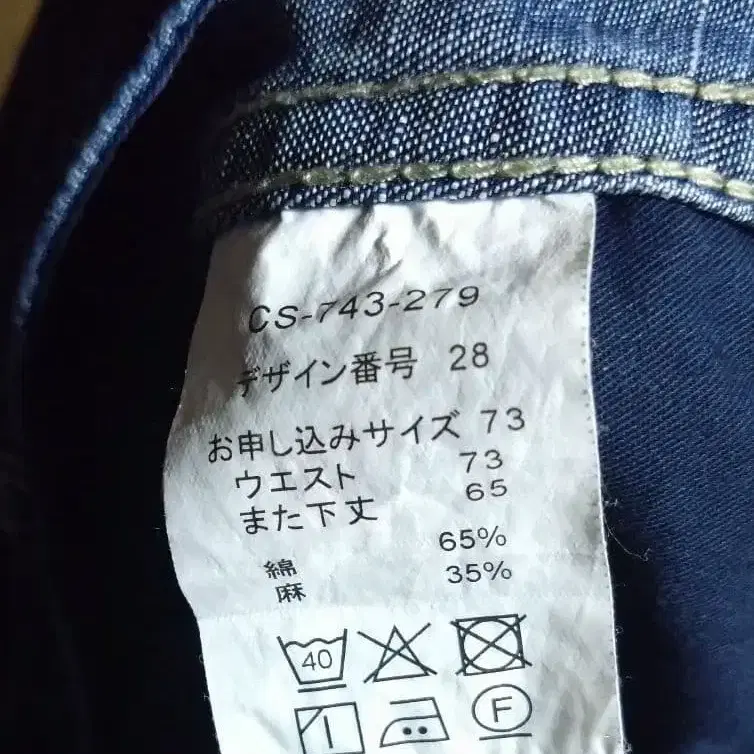 CS-743-279
デザイン番号 28
お申し込みサイズ 73
ウエスト 73
また下丈 65
綿 65%
麻 35%
40
F